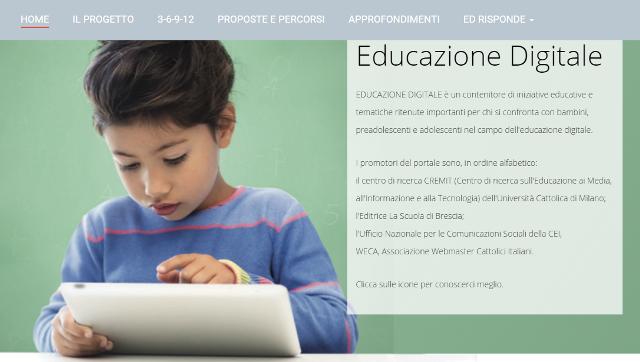 HOME IL PROGETTO 3-6-9-12 PROPOSTE E PERCORSI APPROFONDIMENTI ED RISPONDE
Educazione Digitale
EDUCAZIONE DIGITALE è un contenitore di iniziative educative e
tematiche ritenute importanti per chi si confronta con bambini,
preadolescenti e adolescenti nel campo dell'educazione digitale.
I promotori del portale sono, in ordine alfabetico:
il centro di ricerca CREMIT (Centro di ricerca sull'Educazione ai Media,
all'Informazione e alla Tecnologia) dell'Università Cattolica di Milano;
l'Editrice La Scuola di Brescia;
l'Ufficio Nazionale per le Comunicazioni Sociali della CEI,
WECA, Associazione Webmaster Cattolici Italiani.
Clicca sulle icone per conoscerci meglio.